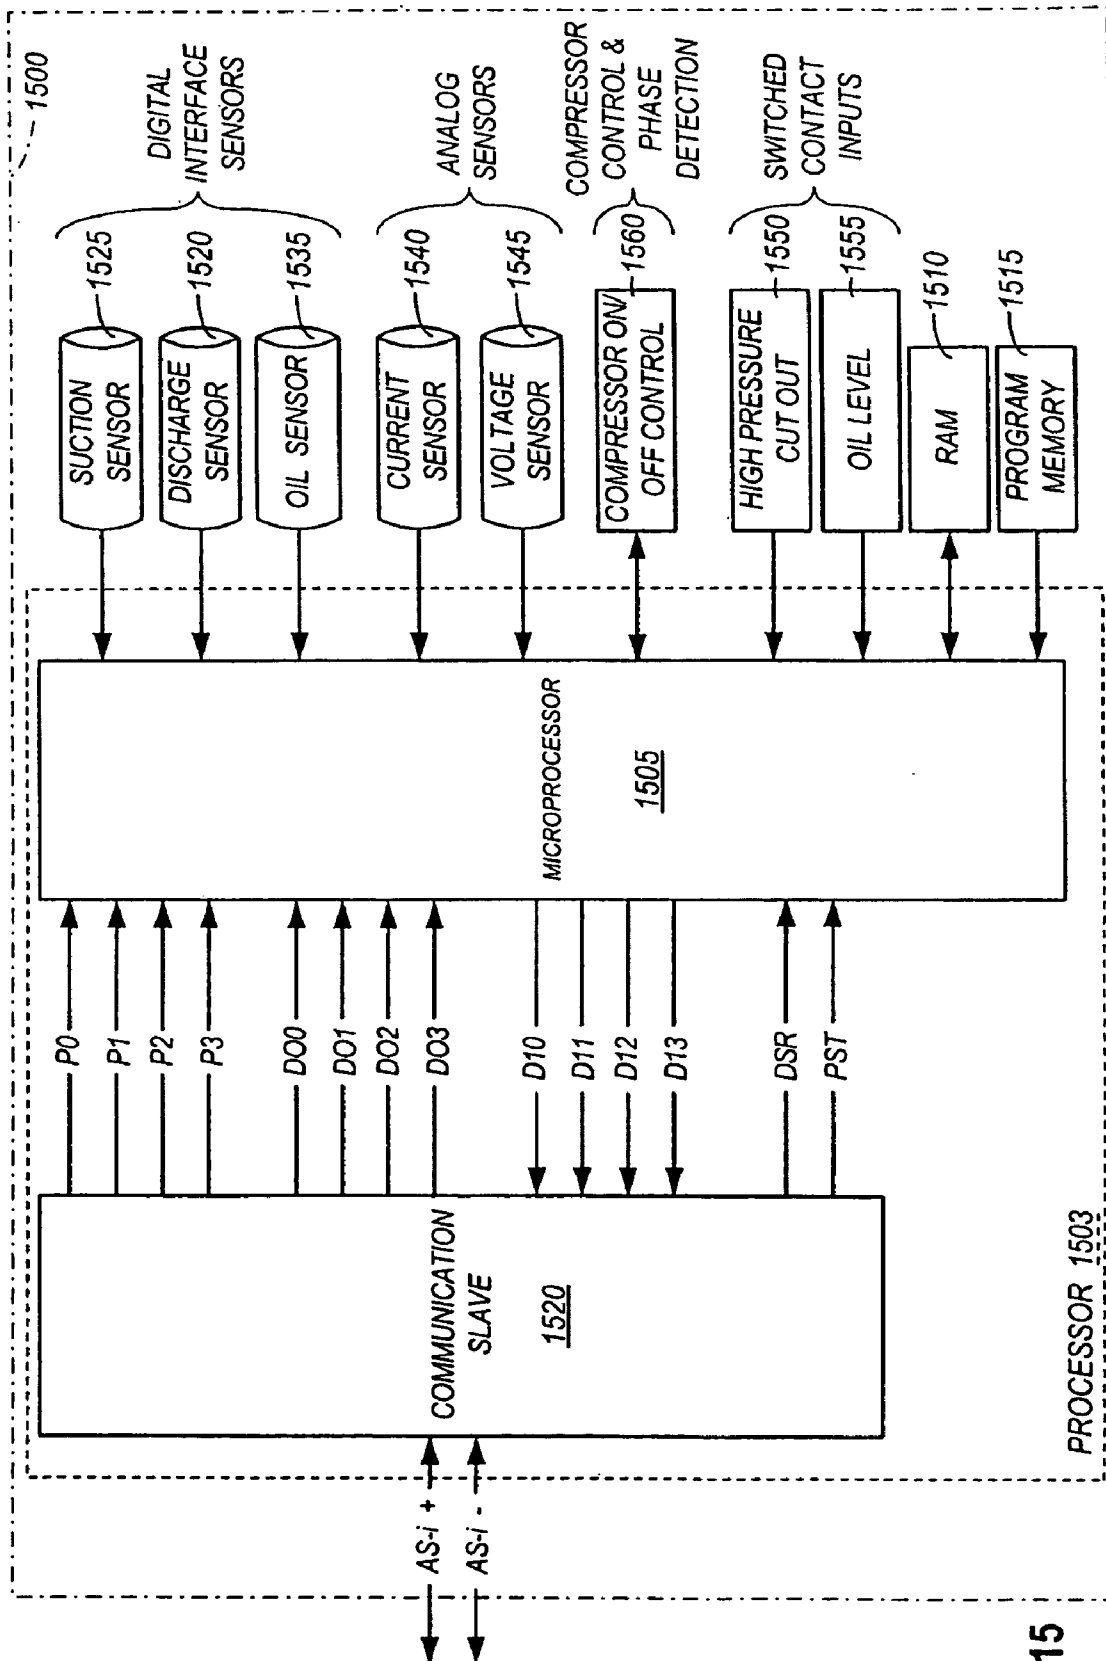 1500
DIGITAL
INTERFACE
SENSORS
ANALOG
SENSORS
COMPRESSOR
CONTROL &
PHASE
DETECTION
SWITCHED
CONTACT
INPUTS
1525
1520
1535
1540
1545
1560
1550
1555
1510
1515
SUCTION
SENSOR
DISCHARGE
SENSOR
OIL SENSOR
CURRENT
SENSOR
VOLTAGE
SENSOR
COMPRESSOR ON/
OFF CONTROL
HIGH PRESSURE
CUT OUT
OIL LEVEL
RAM
PROGRAM
MEMORY
MICROPROCESSOR
1505
P0
P1
P2
P3
DO0
DO1
DO2
DO3
D10
D11
D12
D13
DSR
PST
COMMUNICATION
SLAVE
1520
PROCESSOR 1503
AS-i +
AS-i -
15